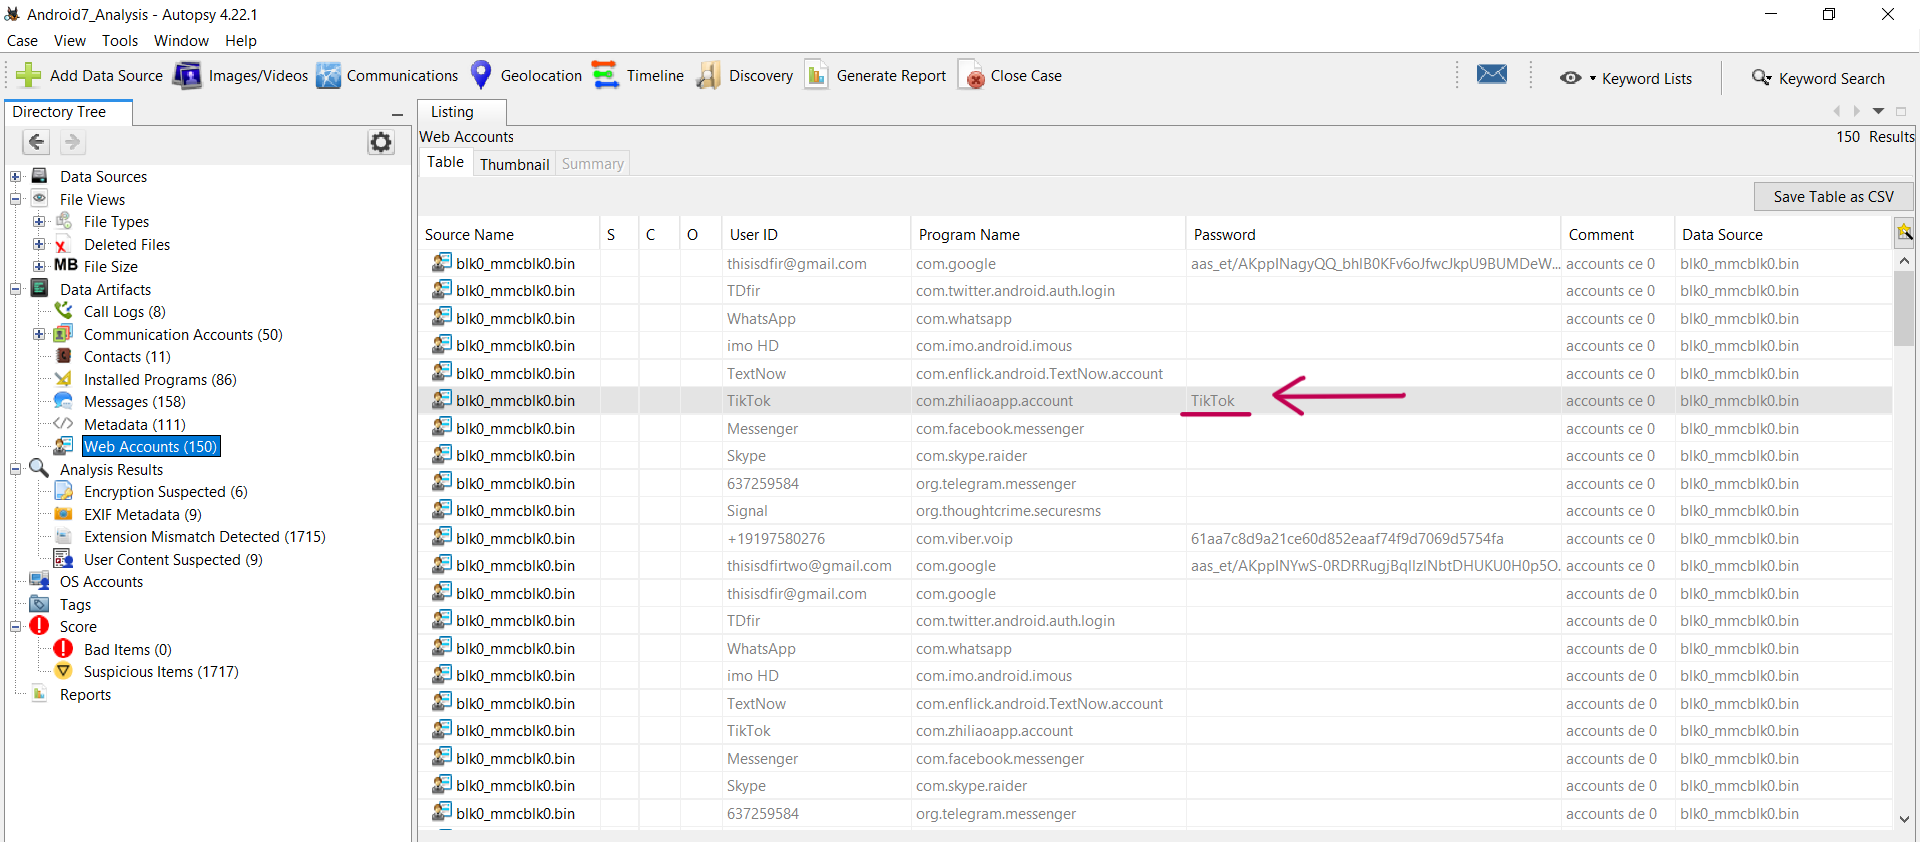 Android7_Analysis - Autopsy 4.22.1
Case View Tools Window Help
Add Data Source Images/Videos Communications Geolocation Timeline Discovery Generate Report Close Case Keyword Lists Keyword Search
Directory Tree
Data Sources
File Views
File Types
Deleted Files
MB File Size
Data Artifacts
Call Logs (8)
Communication Accounts (50)
Contacts (11)
Installed Programs (86)
Messages (158)
Metadata (111)
Web Accounts (150)
Analysis Results
Encryption Suspected (6)
EXIF Metadata (9)
Extension Mismatch Detected (1715)
User Content Suspected (9)
OS Accounts
Tags
Score
Bad Items (0)
Suspicious Items (1717)
Reports
Listing
Web Accounts 150 Results
Table Thumbnail Summary
Save Table as CSV
Source Name S C O User ID Program Name Password Comment Data Source
blk0_mmcblk0.bin thisisdfir@gmail.com com.google aas_et/AKppINagyQQ_bhlB0KFv6oJfwcJkpU9BUMDeW... accounts ce 0 blk0_mmcblk0.bin
blk0_mmcblk0.bin TDfir com.twitter.android.auth.login accounts ce 0 blk0_mmcblk0.bin
blk0_mmcblk0.bin WhatsApp com.whatsapp accounts ce 0 blk0_mmcblk0.bin
blk0_mmcblk0.bin imo HD com.imo.android.imous accounts ce 0 blk0_mmcblk0.bin
blk0_mmcblk0.bin TextNow com.enflick.android.TextNow.account accounts ce 0 blk0_mmcblk0.bin
blk0_mmcblk0.bin TikTok com.zhiliaoapp.account TikTok accounts ce 0 blk0_mmcblk0.bin
blk0_mmcblk0.bin Messenger com.facebook.messenger accounts ce 0 blk0_mmcblk0.bin
blk0_mmcblk0.bin Skype com.skype.raider accounts ce 0 blk0_mmcblk0.bin
blk0_mmcblk0.bin 637259584 org.telegram.messenger accounts ce 0 blk0_mmcblk0.bin
blk0_mmcblk0.bin Signal org.thoughtcrime.securesms accounts ce 0 blk0_mmcblk0.bin
blk0_mmcblk0.bin +19197580276 com.viber.voip 61aa7c8d9a21ce60d852eaaf74f9d7069d5754fa accounts ce 0 blk0_mmcblk0.bin
blk0_mmcblk0.bin thisisdfirtwo@gmail.com com.google aas_et/AKppINYwS-0RDRRugjBqllzINbtDHUKU0H0p5O... accounts ce 0 blk0_mmcblk0.bin
blk0_mmcblk0.bin thisisdfir@gmail.com com.google accounts de 0 blk0_mmcblk0.bin
blk0_mmcblk0.bin TDfir com.twitter.android.auth.login accounts de 0 blk0_mmcblk0.bin
blk0_mmcblk0.bin WhatsApp com.whatsapp accounts de 0 blk0_mmcblk0.bin
blk0_mmcblk0.bin imo HD com.imo.android.imous accounts de 0 blk0_mmcblk0.bin
blk0_mmcblk0.bin TextNow com.enflick.android.TextNow.account accounts de 0 blk0_mmcblk0.bin
blk0_mmcblk0.bin TikTok com.zhiliaoapp.account accounts de 0 blk0_mmcblk0.bin
blk0_mmcblk0.bin Messenger com.facebook.messenger accounts de 0 blk0_mmcblk0.bin
blk0_mmcblk0.bin Skype com.skype.raider accounts de 0 blk0_mmcblk0.bin
blk0_mmcblk0.bin 637259584 org.telegram.messenger accounts de 0 blk0_mmcblk0.bin